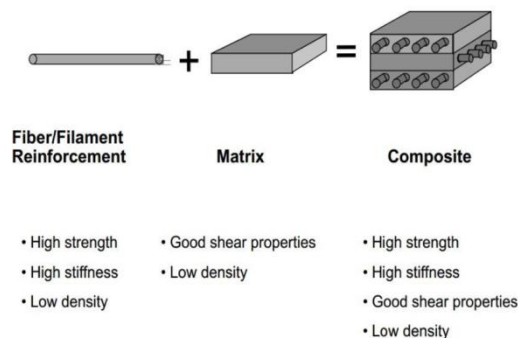 + =
Fiber/Filament
Reinforcement
Matrix
Composite
• High strength
• High stiffness
• Low density
• Good shear properties
• Low density
• High strength
• High stiffness
• Good shear properties
• Low density